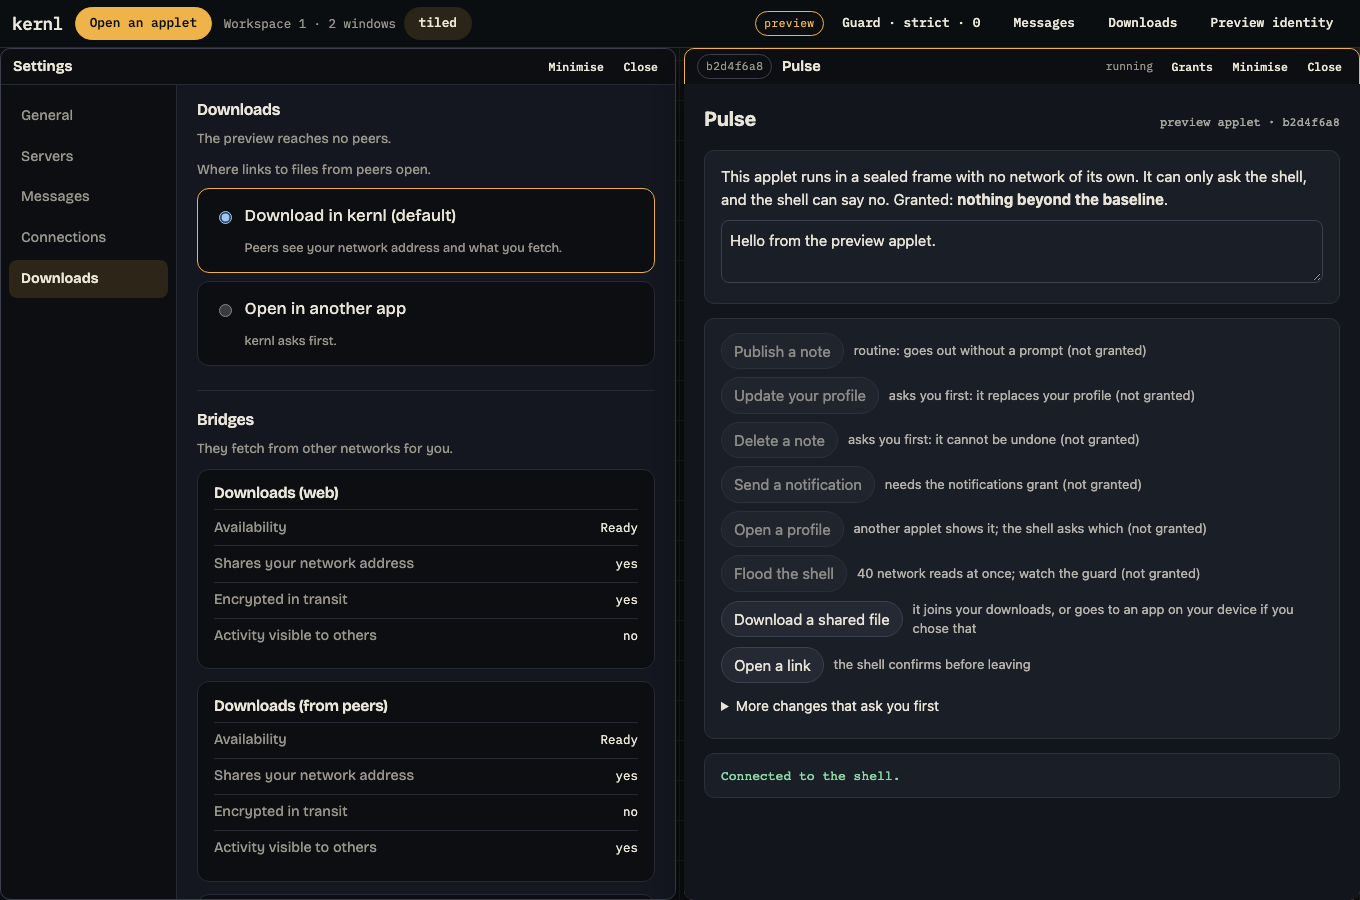 kernl
Open an applet
Workspace 1 · 2 windows
tiled
preview
Guard · strict · 0
Messages
Downloads
Preview identity
Settings
Minimise
Close
General
Servers
Messages
Connections
Downloads
Downloads
The preview reaches no peers.
Where links to files from peers open.
Download in kernl (default)
Peers see your network address and what you fetch.
Open in another app
kernl asks first.
Bridges
They fetch from other networks for you.
Downloads (web)
Availability Ready
Shares your network address yes
Encrypted in transit yes
Activity visible to others no
Downloads (from peers)
Availability Ready
Shares your network address yes
Encrypted in transit no
Activity visible to others yes
b2d4f6a8
Pulse
running
Grants
Minimise
Close
Pulse
preview applet · b2d4f6a8
This applet runs in a sealed frame with no network of its own. It can only ask the shell,
and the shell can say no. Granted: nothing beyond the baseline.
Hello from the preview applet.
Publish a note routine: goes out without a prompt (not granted)
Update your profile asks you first: it replaces your profile (not granted)
Delete a note asks you first: it cannot be undone (not granted)
Send a notification needs the notifications grant (not granted)
Open a profile another applet shows it; the shell asks which (not granted)
Flood the shell 40 network reads at once; watch the guard (not granted)
Download a shared file it joins your downloads, or goes to an app on your device if you
chose that
Open a link the shell confirms before leaving
More changes that ask you first
Connected to the shell.